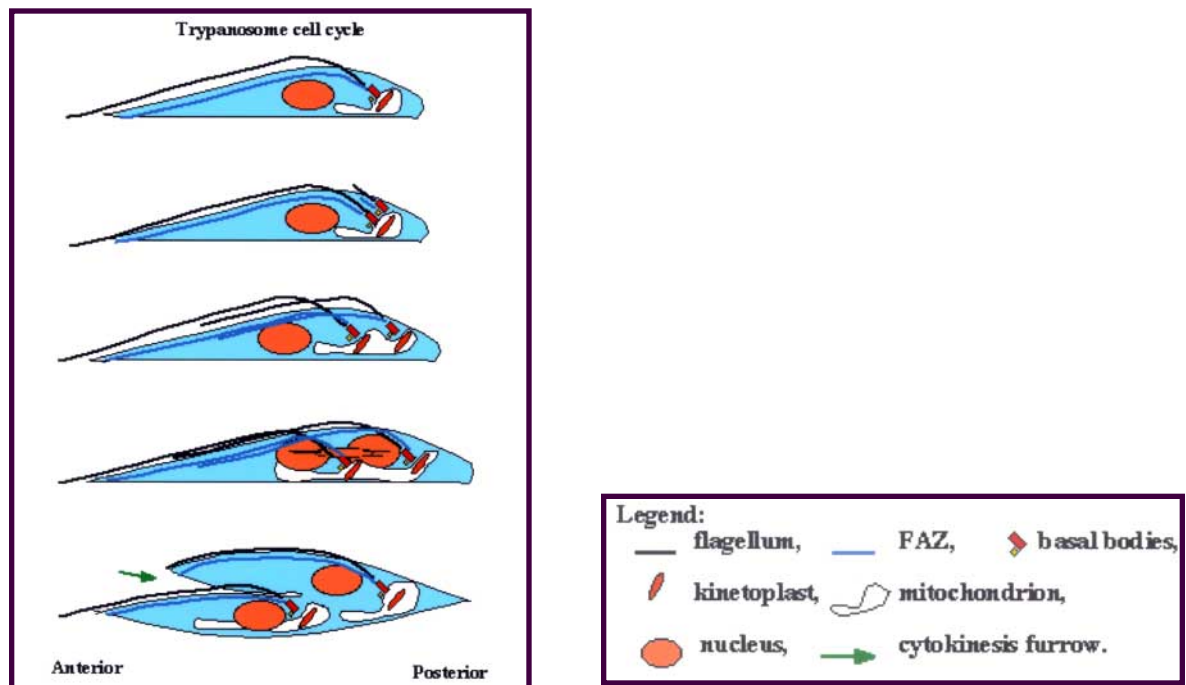 Trypanosome cell cycle
Anterior
Posterior
Legend:
flagellum, FAZ, basal bodies,
kinetoplast, mitochondrion,
nucleus, cytokinesis furrow.